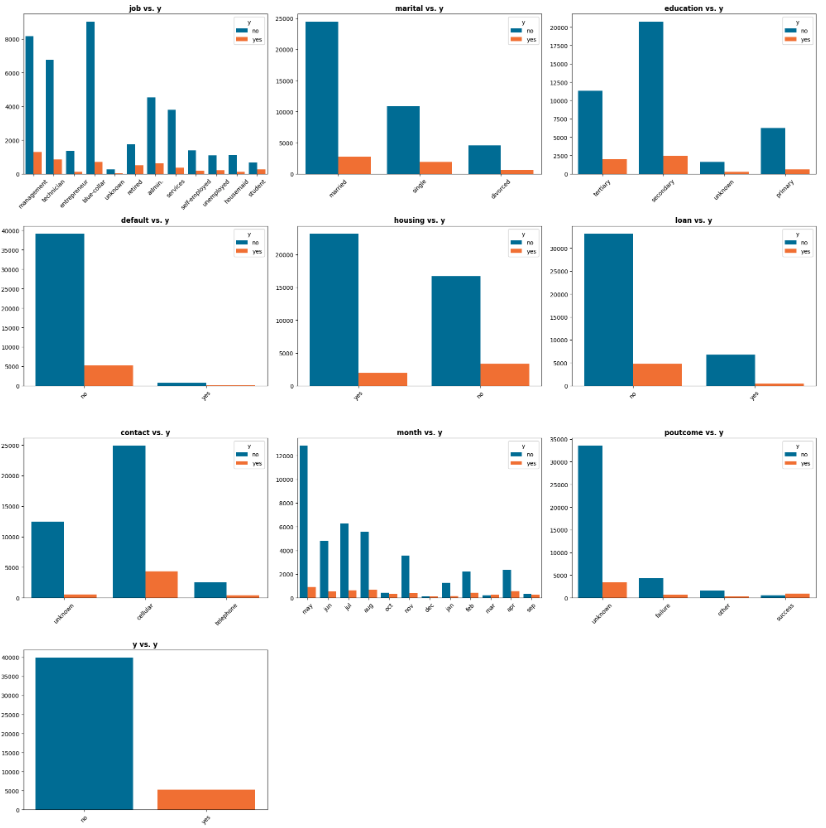 job vs. y
y
no
yes
8000
6000
4000
2000
0
management
technician
entrepreneur
blue-collar
unknown
retired
admin.
services
self-employed
unemployed
housemaid
student
marital vs. y
y
no
yes
25000
20000
15000
10000
5000
0
married
single
divorced
education vs. y
y
no
yes
20000
17500
15000
12500
10000
7500
5000
2500
0
tertiary
secondary
unknown
primary
default vs. y
y
no
yes
40000
35000
30000
25000
20000
15000
10000
5000
0
no
yes
housing vs. y
y
no
yes
20000
15000
10000
5000
0
yes
no
loan vs. y
y
no
yes
35000
30000
25000
20000
15000
10000
5000
0
no
yes
contact vs. y
y
no
yes
25000
20000
15000
10000
5000
0
unknown
cellular
telephone
month vs. y
y
no
yes
12000
10000
8000
6000
4000
2000
0
may
jun
jul
aug
oct
nov
dec
jan
feb
mar
apr
sep
poutcome vs. y
y
no
yes
35000
30000
25000
20000
15000
10000
5000
0
unknown
failure
other
success
y vs. y
40000
35000
30000
25000
20000
15000
10000
5000
0
no
yes